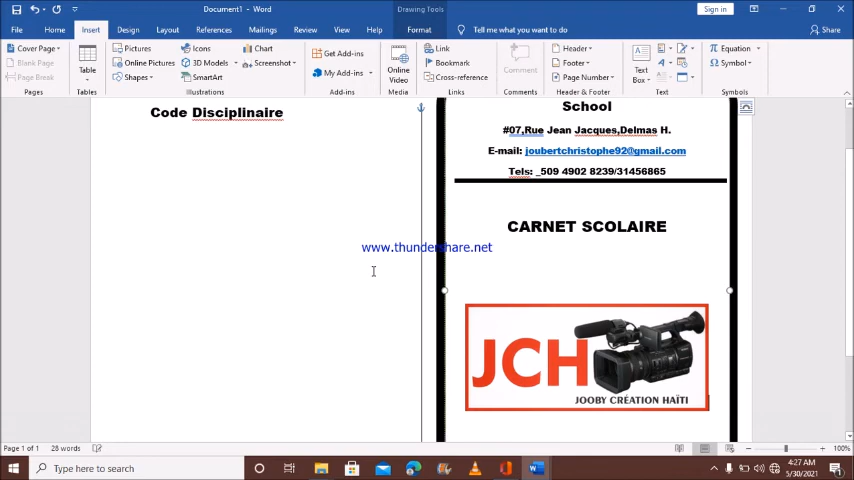 Document1 - Word
Drawing Tools
Sign in
File
Home
Insert
Design
Layout
References
Mailings
Review
View
Help
Format
Tell me what you want to do
Share
Cover Page
Blank Page
Page Break
Pages
Table
Tables
Pictures
Online Pictures
Shapes
Icons
3D Models
SmartArt
Chart
Screenshot
Illustrations
Get Add-ins
My Add-ins
Add-ins
Online
Video
Media
Link
Bookmark
Cross-reference
Links
Comment
Comments
Header
Footer
Page Number
Header & Footer
Text
Box
Text
Equation
Symbol
Symbols
Code Disciplinaire
School
#07,Rue Jean Jacques,Delmas H.
E-mail: joubertchristophe92@gmail.com
Tels: _509 4902 8239/31456865
CARNET SCOLAIRE
www.thundershare.net
JCH
JOOBY CRÉATION HAÏTI
Page 1 of 1
28 words
100%
Type here to search
4:27 AM
5/30/2021